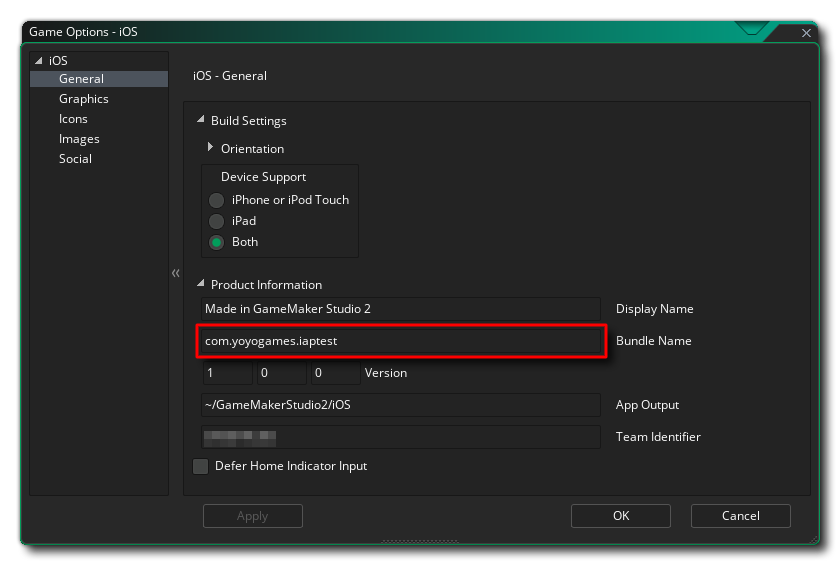 Game Options - iOS
iOS
General
Graphics
Icons
Images
Social
iOS - General
Build Settings
Orientation
Device Support
iPhone or iPod Touch
iPad
Both
Product Information
Made in GameMaker Studio 2 Display Name
com.yoyogames.iaptest Bundle Name
1 0 0 Version
~/GameMakerStudio2/iOS App Output
Team Identifier
Defer Home Indicator Input
Apply OK Cancel